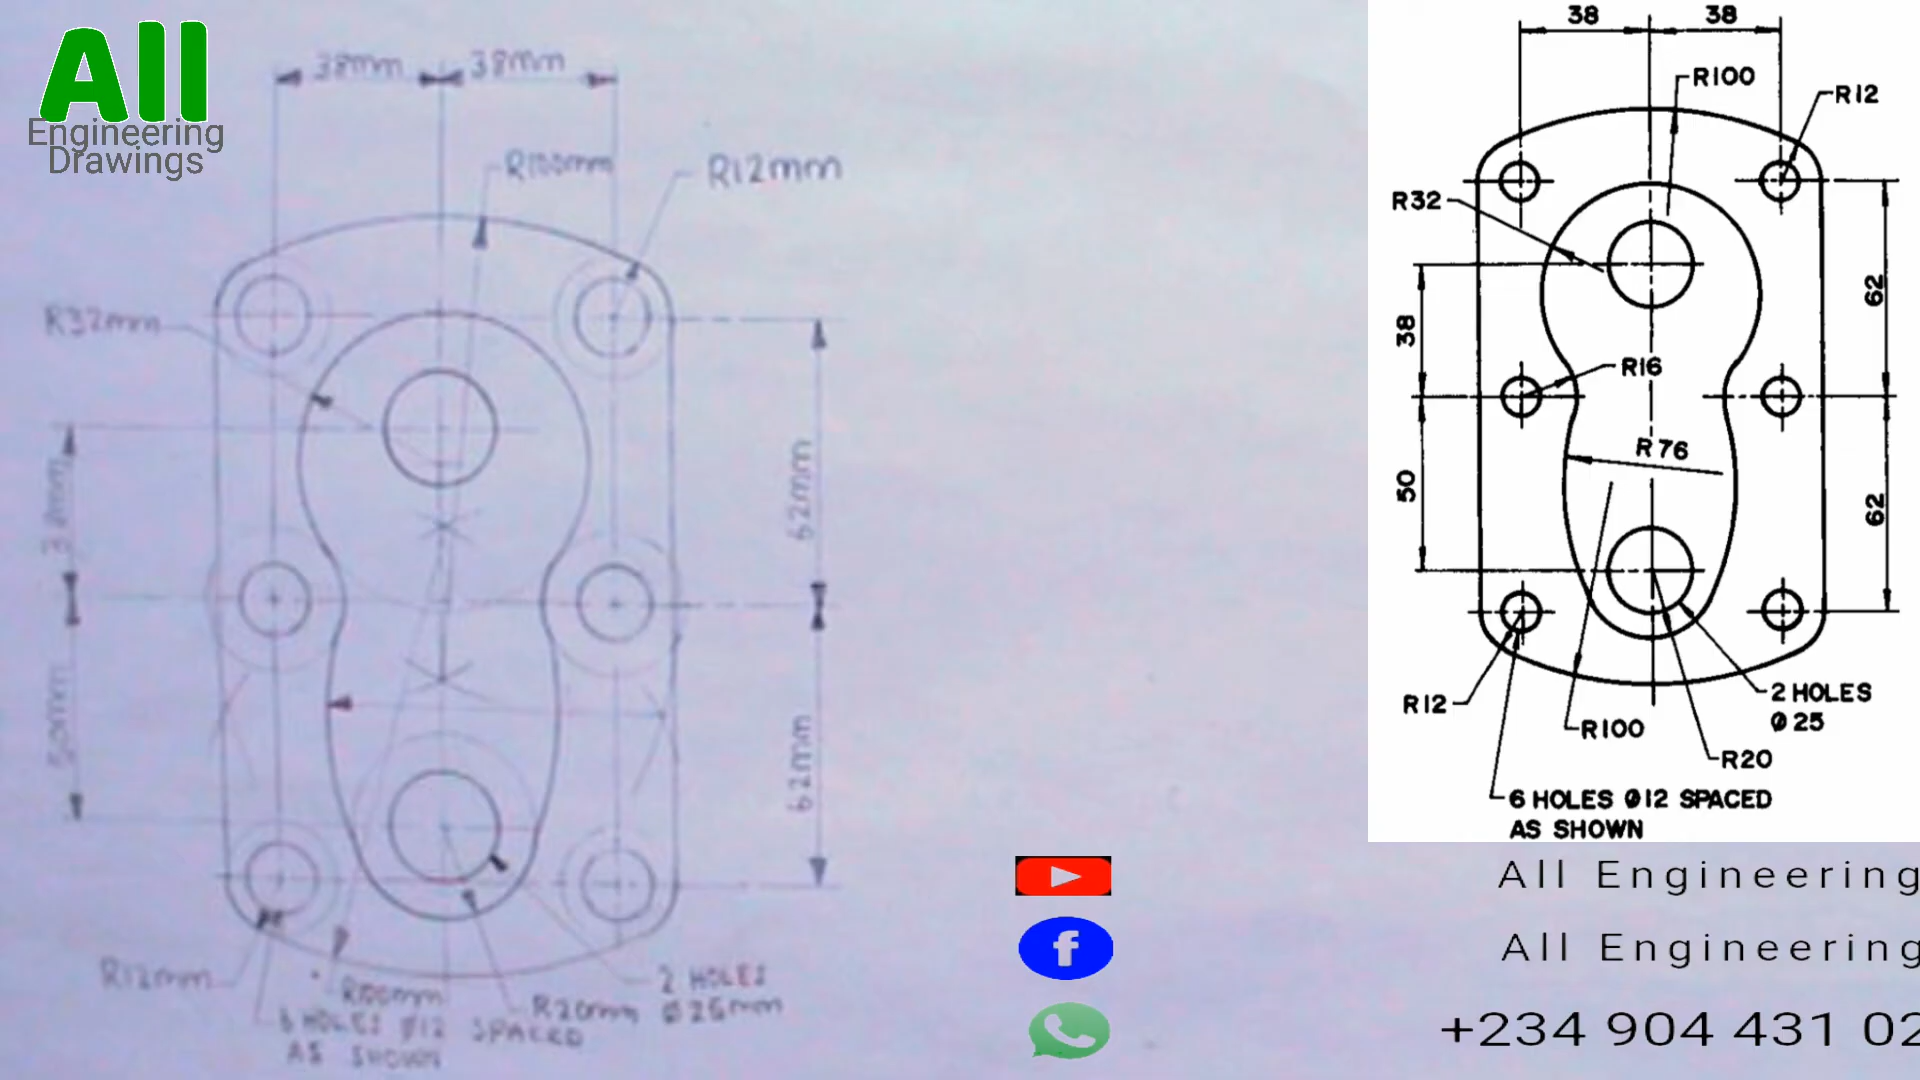 All
Engineering
Drawings
38mm
38mm
R100mm
R12mm
R32mm
62mm
38mm
62mm
50mm
R12mm
R100mm
R20mm
2 HOLES
Ø25mm
6 HOLES Ø12 SPACED
AS SHOWN
38
38
R100
R12
R32
62
38
R16
R76
50
62
R12
2 HOLES
Ø25
R100
R20
6 HOLES Ø12 SPACED
AS SHOWN
All Engineering
f
All Engineering
+234 904 431 02